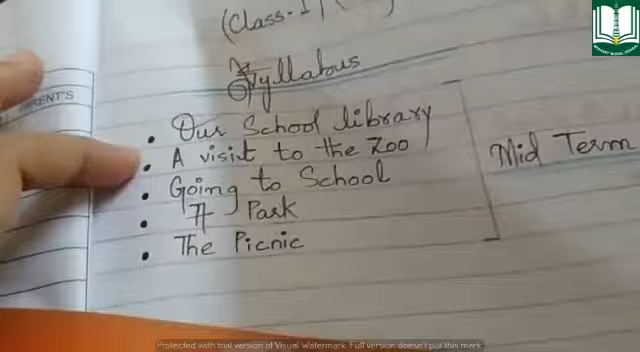 (Class-I)
PARENT'S
Syllabus
• Our School library
• A visit to the Zoo
• Going to School
• A Park
• The Picnic
Mid Term
Protected with trial version of Visual Watermark. Full version doesn't put this mark.